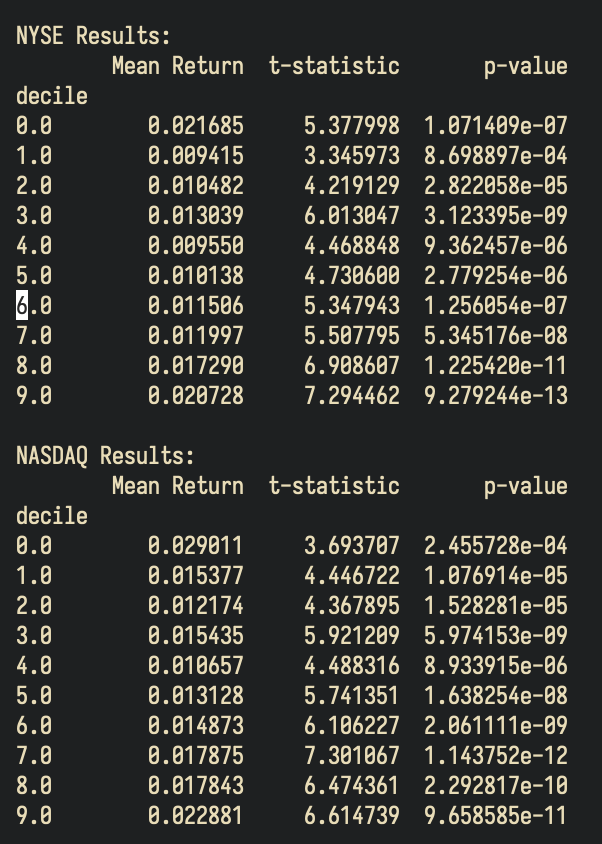 NYSE Results:
Mean Return t-statistic p-value
decile
0.0 0.021685 5.377998 1.071409e-07
1.0 0.009415 3.345973 8.698897e-04
2.0 0.010482 4.219129 2.822058e-05
3.0 0.013039 6.013047 3.123395e-09
4.0 0.009550 4.468848 9.362457e-06
5.0 0.010138 4.730600 2.779254e-06
6.0 0.011506 5.347943 1.256054e-07
7.0 0.011997 5.507795 5.345176e-08
8.0 0.017290 6.908607 1.225420e-11
9.0 0.020728 7.294462 9.279244e-13
NASDAQ Results:
Mean Return t-statistic p-value
decile
0.0 0.029011 3.693707 2.455728e-04
1.0 0.015377 4.446722 1.076914e-05
2.0 0.012174 4.367895 1.528281e-05
3.0 0.015435 5.921209 5.974153e-09
4.0 0.010657 4.488316 8.933915e-06
5.0 0.013128 5.741351 1.638254e-08
6.0 0.014873 6.106227 2.061111e-09
7.0 0.017875 7.301067 1.143752e-12
8.0 0.017843 6.474361 2.292817e-10
9.0 0.022881 6.614739 9.658585e-11